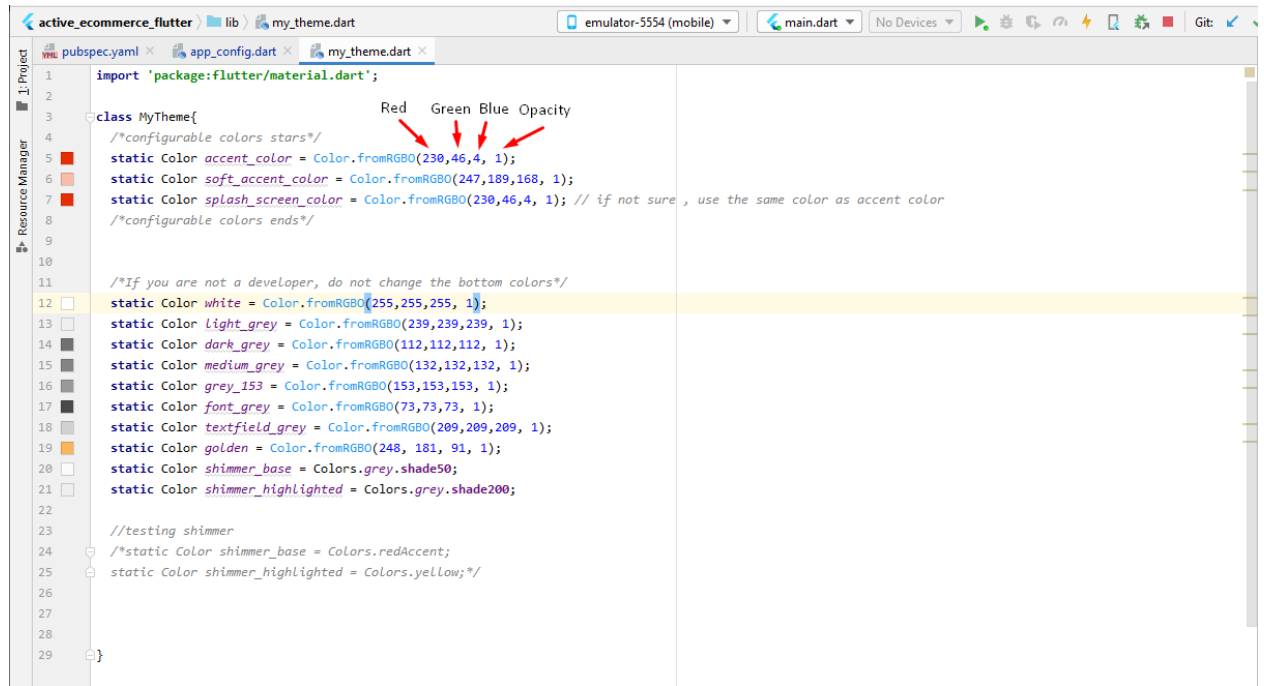 active_ecommerce_flutter lib my_theme.dart emulator-5554 (mobile) main.dart No Devices Git:
pubspec.yaml app_config.dart my_theme.dart
1: Project
Resource Manager
1 import 'package:flutter/material.dart';
2
Red Green Blue Opacity
3 class MyTheme{
4 /*configurable colors stars*/
5 static Color accent_color = Color.fromRGBO(230,46,4, 1);
6 static Color soft_accent_color = Color.fromRGBO(247,189,168, 1);
7 static Color splash_screen_color = Color.fromRGBO(230,46,4, 1); // if not sure , use the same color as accent color
8 /*configurable colors ends*/
9
10
11 /*If you are not a developer, do not change the bottom colors*/
12 static Color white = Color.fromRGBO(255,255,255, 1);
13 static Color light_grey = Color.fromRGBO(239,239,239, 1);
14 static Color dark_grey = Color.fromRGBO(112,112,112, 1);
15 static Color medium_grey = Color.fromRGBO(132,132,132, 1);
16 static Color grey_153 = Color.fromRGBO(153,153,153, 1);
17 static Color font_grey = Color.fromRGBO(73,73,73, 1);
18 static Color textfield_grey = Color.fromRGBO(209,209,209, 1);
19 static Color golden = Color.fromRGBO(248, 181, 91, 1);
20 static Color shimmer_base = Colors.grey.shade50;
21 static Color shimmer_highlighted = Colors.grey.shade200;
22
23 //testing shimmer
24 /*static Color shimmer_base = Colors.redAccent;
25 static Color shimmer_highlighted = Colors.yellow;*/
26
27
28
29 }